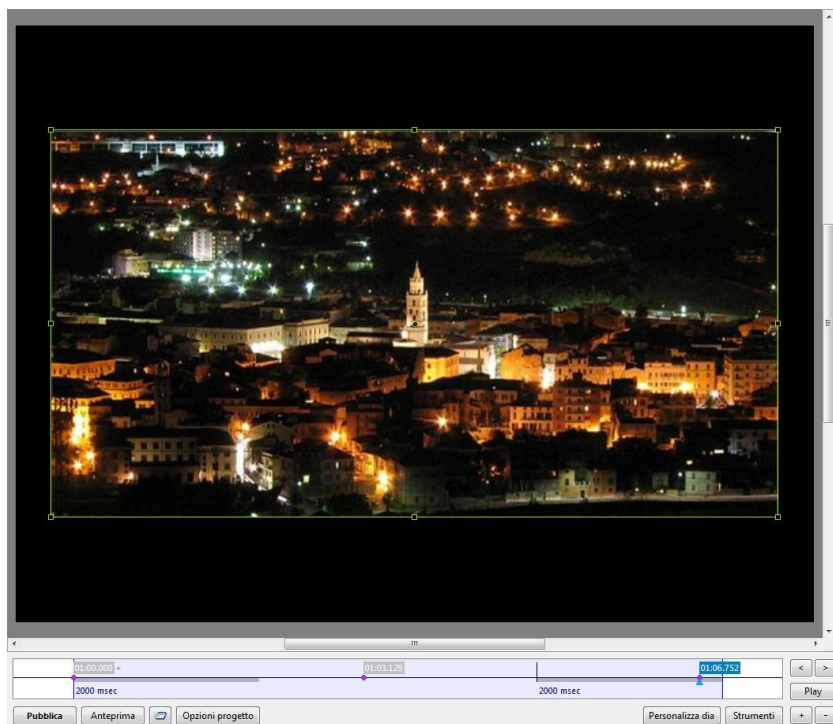 01:00.000 ÷
01:03.129
01:06.752
2000 msec
2000 msec
< >
Play
Pubblica
Anteprima
Opzioni progetto
Personalizza dia
Strumenti
+ -